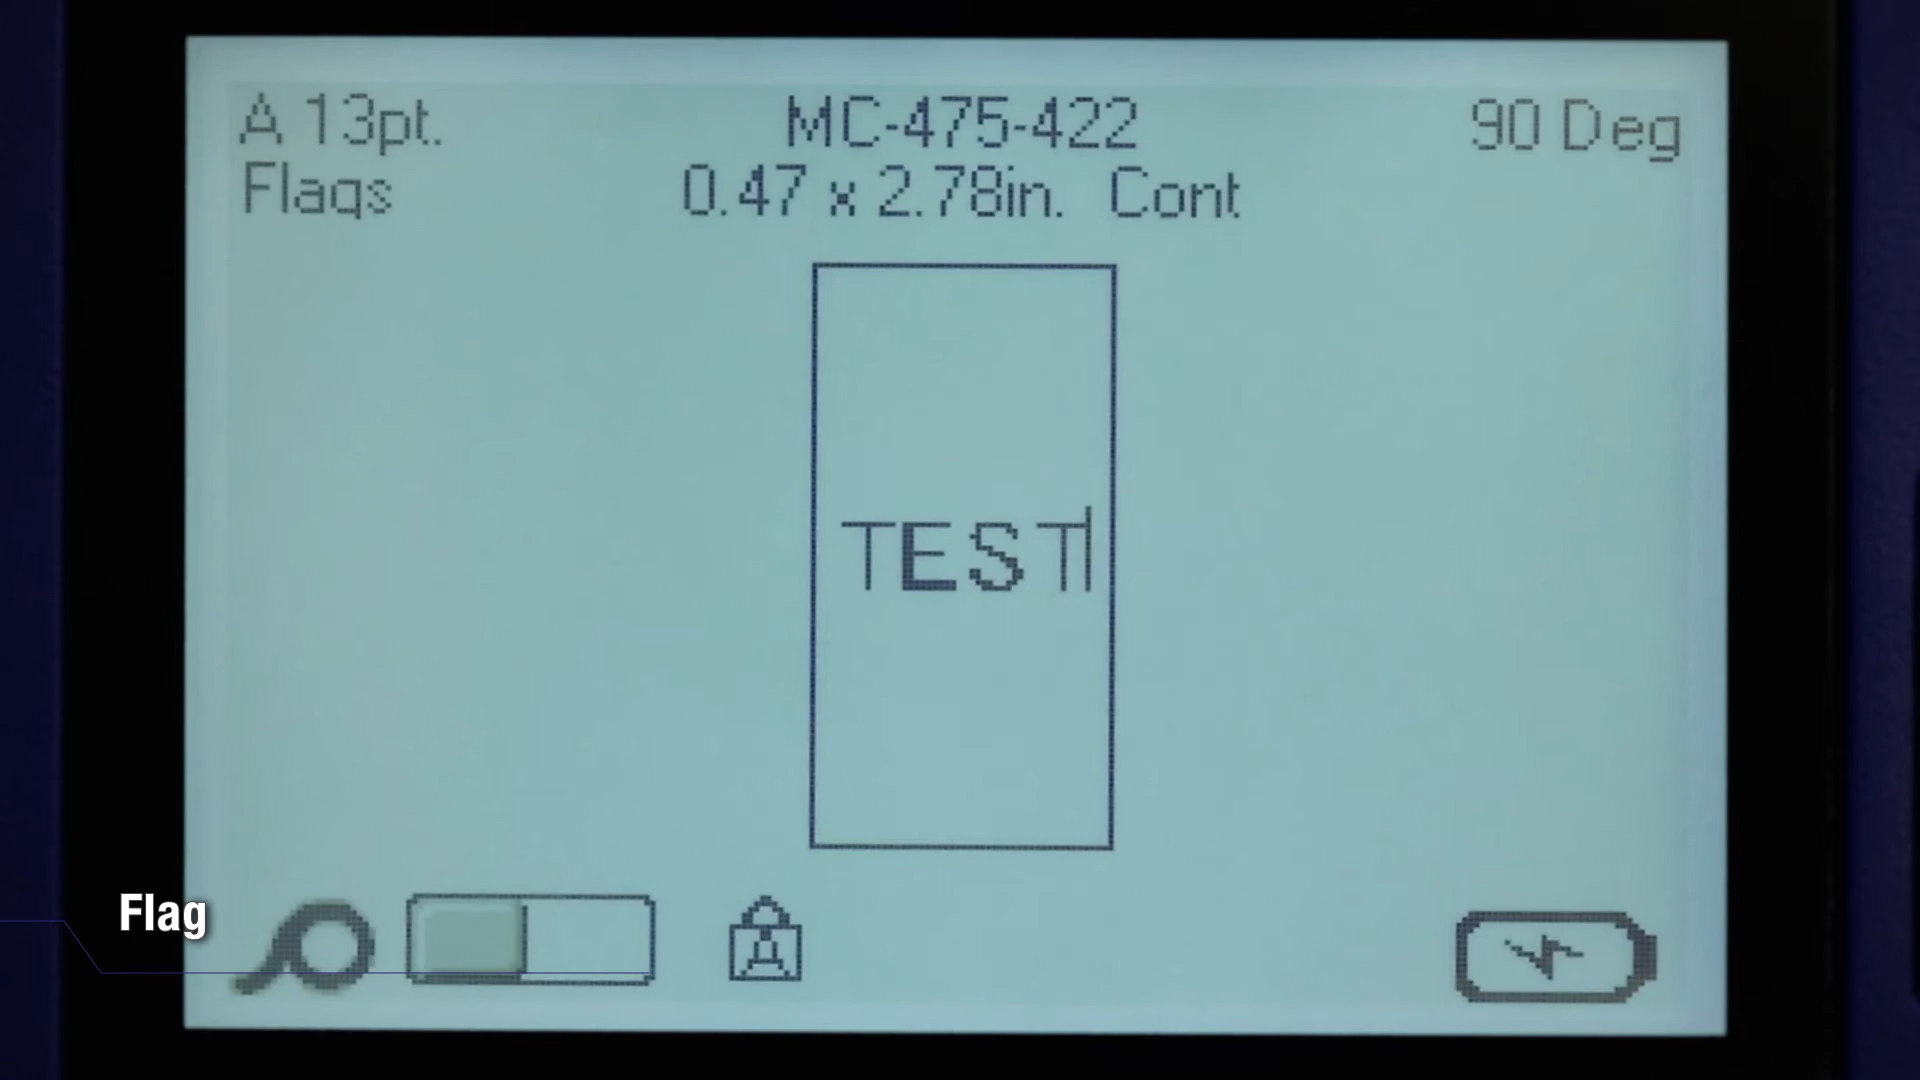 A 13pt. MC-475-422 90 Deg
Flags 0.47 x 2.78in. Cont
TEST
Flag
A